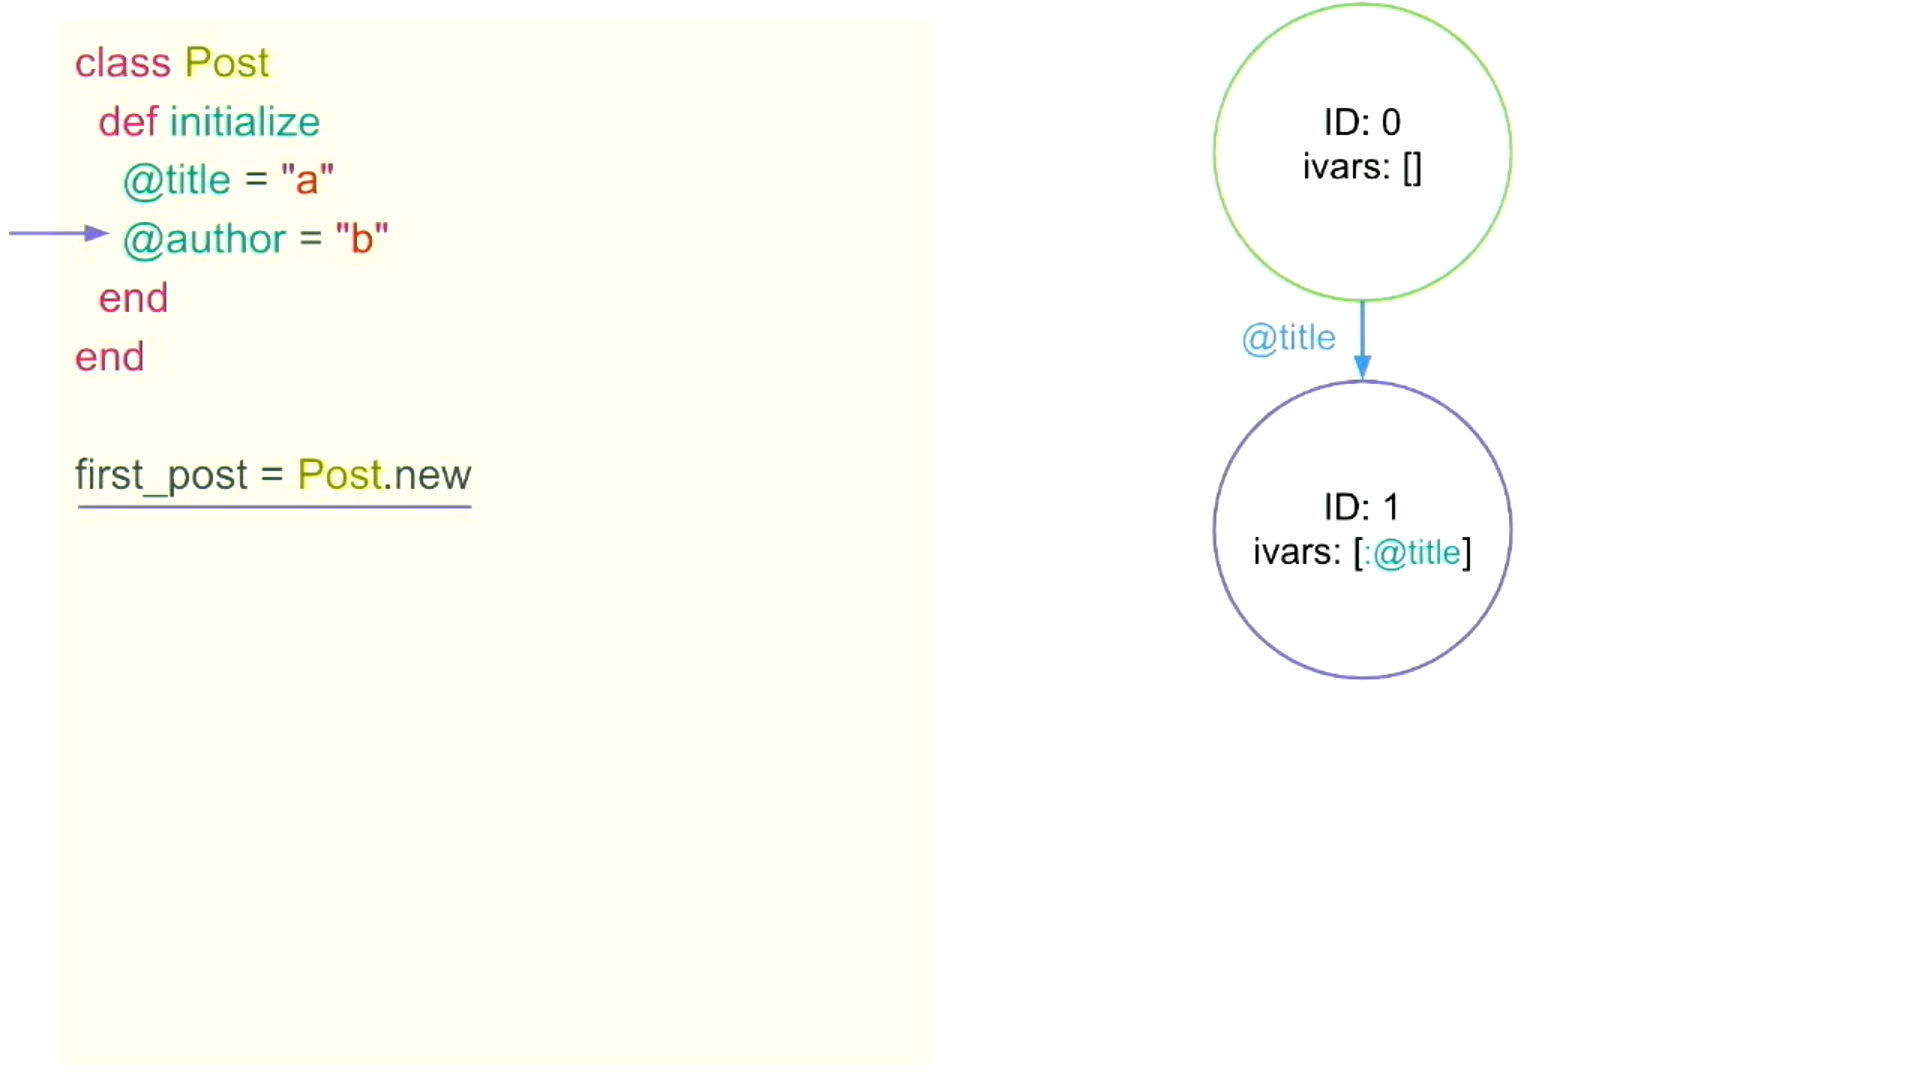 class Post
def initialize
@title = "a"
@author = "b"
end
end
first_post = Post.new
ID: 0
ivars: []
@title
ID: 1
ivars: [:@title]